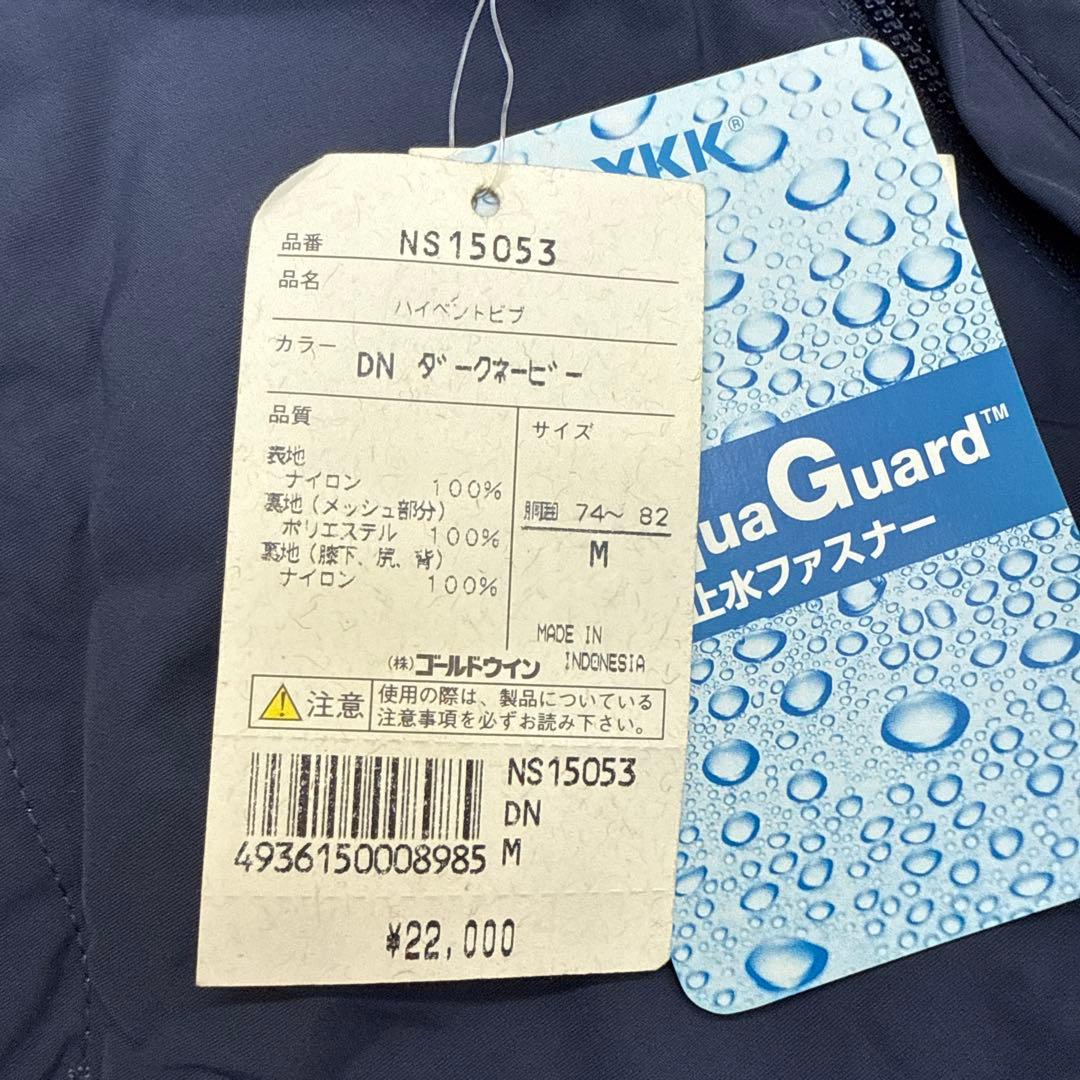 品番 NS15053
品名
ハイベントビブ
カラー DN ダークネービー
品質
表地
ナイロン 100%
裏地(メッシュ部分)
ポリエステル 100%
裏地(膝下、尻、背)
ナイロン 100%
サイズ
胴囲 74〜 82
M
MADE IN
INDONESIA
(株)ゴールドウイン
注意 使用の際は、製品についている
注意事項を必ずお読み下さい。
4936150008985
NS15053
DN
M
¥22,000
YKK®
uaGuard™
止水ファスナー